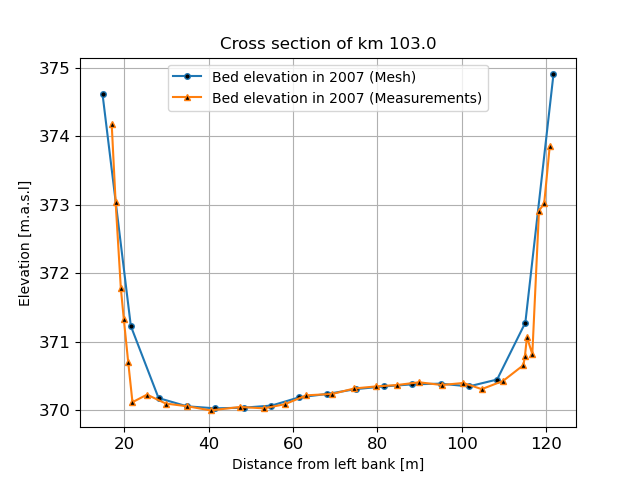 Cross section of km 103.0
Bed elevation in 2007 (Mesh)
Bed elevation in 2007 (Measurements)
Elevation [m.a.s.l]
375
374
373
372
371
370
20 40 60 80 100 120
Distance from left bank [m]